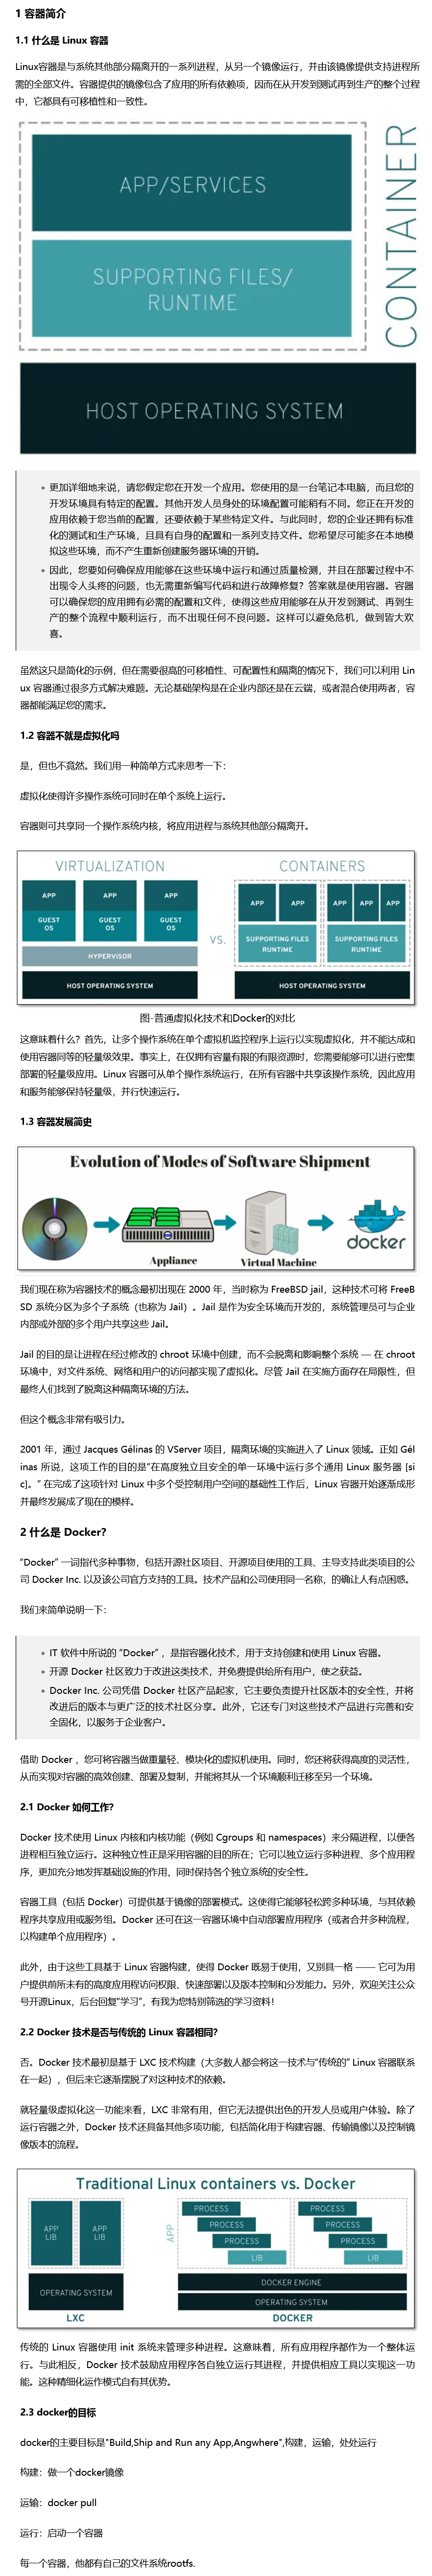 1 容器简介
1.1 什么是 Linux 容器
Linux容器是与系统其他部分隔离开的一系列进程，从另一个镜像运行，并由该镜像提供支持进程所
需的全部文件。容器提供的镜像包含了应用的所有依赖项，因而在从开发到测试再到生产的整个过程
中，它都具有可移植性和一致性。
APP/SERVICES
SUPPORTING FILES/
RUNTIME
CONTAINER
HOST OPERATING SYSTEM
更加详细地来说，请您假定您在开发一个应用。您使用的是一台笔记本电脑，而且您的
开发环境具有特定的配置。其他开发人员身处的环境配置可能稍有不同。您正在开发的
应用依赖于您当前的配置，还要依赖于某些特定文件。与此同时，您的企业还拥有标准
化的测试和生产环境，且具有自身的配置和一系列支持文件。您希望尽可能多在本地模
拟这些环境，而不产生重新创建服务器环境的开销。
因此，您要如何确保应用能够在这些环境中运行和通过质量检测，并且在部署过程中不
出现令人头疼的问题，也无需重新编写代码和进行故障修复？答案就是使用容器。容器
可以确保您的应用拥有必需的配置和文件，使得这些应用能够在从开发到测试、再到生
产的整个流程中顺利运行，而不出现任何不良问题。这样可以避免危机，做到皆大欢
喜。
虽然这只是简化的示例，但在需要很高的可移植性、可配置性和隔离的情况下，我们可以利用 Lin
ux 容器通过很多方式解决难题。无论基础架构是在企业内部还是在云端，或者混合使用两者，容
器都能满足您的需求。
1.2 容器不就是虚拟化吗
是，但也不竟然。我们用一种简单方式来思考一下：
虚拟化使得许多操作系统可同时在单个系统上运行。
容器则可共享同一个操作系统内核，将应用进程与系统其他部分隔离开。
VIRTUALIZATION
CONTAINERS
APP APP APP
GUEST OS GUEST OS GUEST OS
HYPERVISOR
HOST OPERATING SYSTEM
VS.
APP APP APP APP APP
SUPPORTING FILES RUNTIME SUPPORTING FILES RUNTIME
HOST OPERATING SYSTEM
图-普通虚拟化技术和Docker的对比
这意味着什么？首先，让多个操作系统在单个虚拟机监控程序上运行以实现虚拟化，并不能达成和
使用容器同等的轻量级效果。事实上，在仅拥有容量有限的有限资源时，您需要能够可以进行密集
部署的轻量级应用。Linux 容器可从单个操作系统运行，在所有容器中共享该操作系统，因此应用
和服务能够保持轻量级，并行快速运行。
1.3 容器发展简史
Evolution of Modes of Software Shipment
Appliance
Virtual Machine
docker
我们现在称为容器技术的概念最初出现在 2000 年，当时称为 FreeBSD jail，这种技术可将 FreeB
SD 系统分区为多个子系统（也称为 Jail）。Jail 是作为安全环境而开发的，系统管理员可与企业
内部或外部的多个用户共享这些 Jail。
Jail 的目的是让进程在经过修改的 chroot 环境中创建，而不会脱离和影响整个系统 — 在 chroot
环境中，对文件系统、网络和用户的访问都实现了虚拟化。尽管 Jail 在实施方面存在局限性，但
最终人们找到了脱离这种隔离环境的方法。
但这个概念非常有吸引力。
2001 年，通过 Jacques Gélinas 的 VServer 项目，隔离环境的实施进入了 Linux 领域。正如 Gél
inas 所说，这项工作的目的是“在高度独立且安全的单一环境中运行多个通用 Linux 服务器 [si
c]。” 在完成了这项针对 Linux 中多个受控制用户空间的基础性工作后，Linux 容器开始逐渐成形
并最终发展成了现在的模样。
2 什么是 Docker?
“Docker” 一词指代多种事物，包括开源社区项目、开源项目使用的工具、主导支持此类项目的公
司 Docker Inc. 以及该公司官方支持的工具。技术产品和公司使用同一名称，的确让人有点困惑。
我们来简单说明一下：
IT 软件中所说的 “Docker” ，是指容器化技术，用于支持创建和使用 Linux 容器。
开源 Docker 社区致力于改进这类技术，并免费提供给所有用户，使之获益。
Docker Inc. 公司凭借 Docker 社区产品起家，它主要负责提升社区版本的安全性，并将
改进后的版本与更广泛的技术社区分享。此外，它还专门对这些技术产品进行完善和安
全固化，以服务于企业客户。
借助 Docker ，您可将容器当做重量轻、模块化的虚拟机使用。同时，您还将获得高度的灵活性，
从而实现对容器的高效创建、部署及复制，并能将其从一个环境顺利迁移至另一个环境。
2.1 Docker 如何工作?
Docker 技术使用 Linux 内核和内核功能（例如 Cgroups 和 namespaces）来分隔进程，以便各
进程相互独立运行。这种独立性正是采用容器的目的所在；它可以独立运行多种进程、多个应用程
序，更加充分地发挥基础设施的作用，同时保持各个独立系统的安全性。
容器工具（包括 Docker）可提供基于镜像的部署模式。这使得它能够轻松跨多种环境，与其依赖
程序共享应用或服务组。Docker 还可在这一容器环境中自动部署应用程序（或者合并多种流程，
以构建单个应用程序）。
此外，由于这些工具基于 Linux 容器构建，使得 Docker 既易于使用，又别具一格 —— 它可为用
户提供前所未有的高度应用程访问权限、快速部署以及版本控制和分发能力。另外，欢迎关注公众
号开源Linux，后台回复“学习”，有我为您特别筛选的学习资料！
2.2 Docker 技术是否与传统的 Linux 容器相同?
否。Docker 技术最初是基于 LXC 技术构建（大多数人都会将这一技术与“传统的” Linux 容器联系
在一起），但后来它逐渐摆脱了对这种技术的依赖。
就轻量级虚拟化这一功能来看，LXC 非常有用，但它无法提供出色的开发人员或用户体验。除了
运行容器之外，Docker 技术还具备其他多项功能，包括简化用于构建容器、传输镜像以及控制镜
像版本的流程。
Traditional Linux containers vs. Docker
APP LIB APP LIB
OPERATING SYSTEM
LXC
APP
PROCESS PROCESS PROCESS LIB
PROCESS PROCESS PROCESS LIB
DOCKER ENGINE
OPERATING SYSTEM
DOCKER
传统的 Linux 容器使用 init 系统来管理多种进程。这意味着，所有应用程序都作为一个整体运
行。与此相反，Docker 技术鼓励应用程序各自独立运行其进程，并提供相应工具以实现这一功
能。这种精细化运作模式自有其优势。
2.3 docker的目标
docker的主要目标是"Build,Ship and Run any App,Angwhere",构建，运输，处处运行
构建：做一个docker镜像
运输：docker pull
运行：启动一个容器
每一个容器，他都有自己的文件系统rootfs.